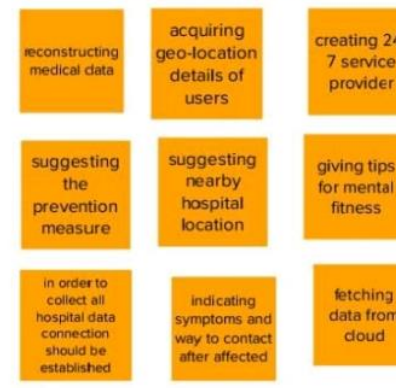 reconstructing
medical data
acquiring
geo-location
details of
users
creating 24
7 service
provider
suggesting
the
prevention
measure
suggesting
nearby
hospital
location
giving tips
for mental
fitness
in order to
collect all
hospital data
connection
should be
established
indicating
symptoms and
way to contact
after affected
fetching
data from
cloud